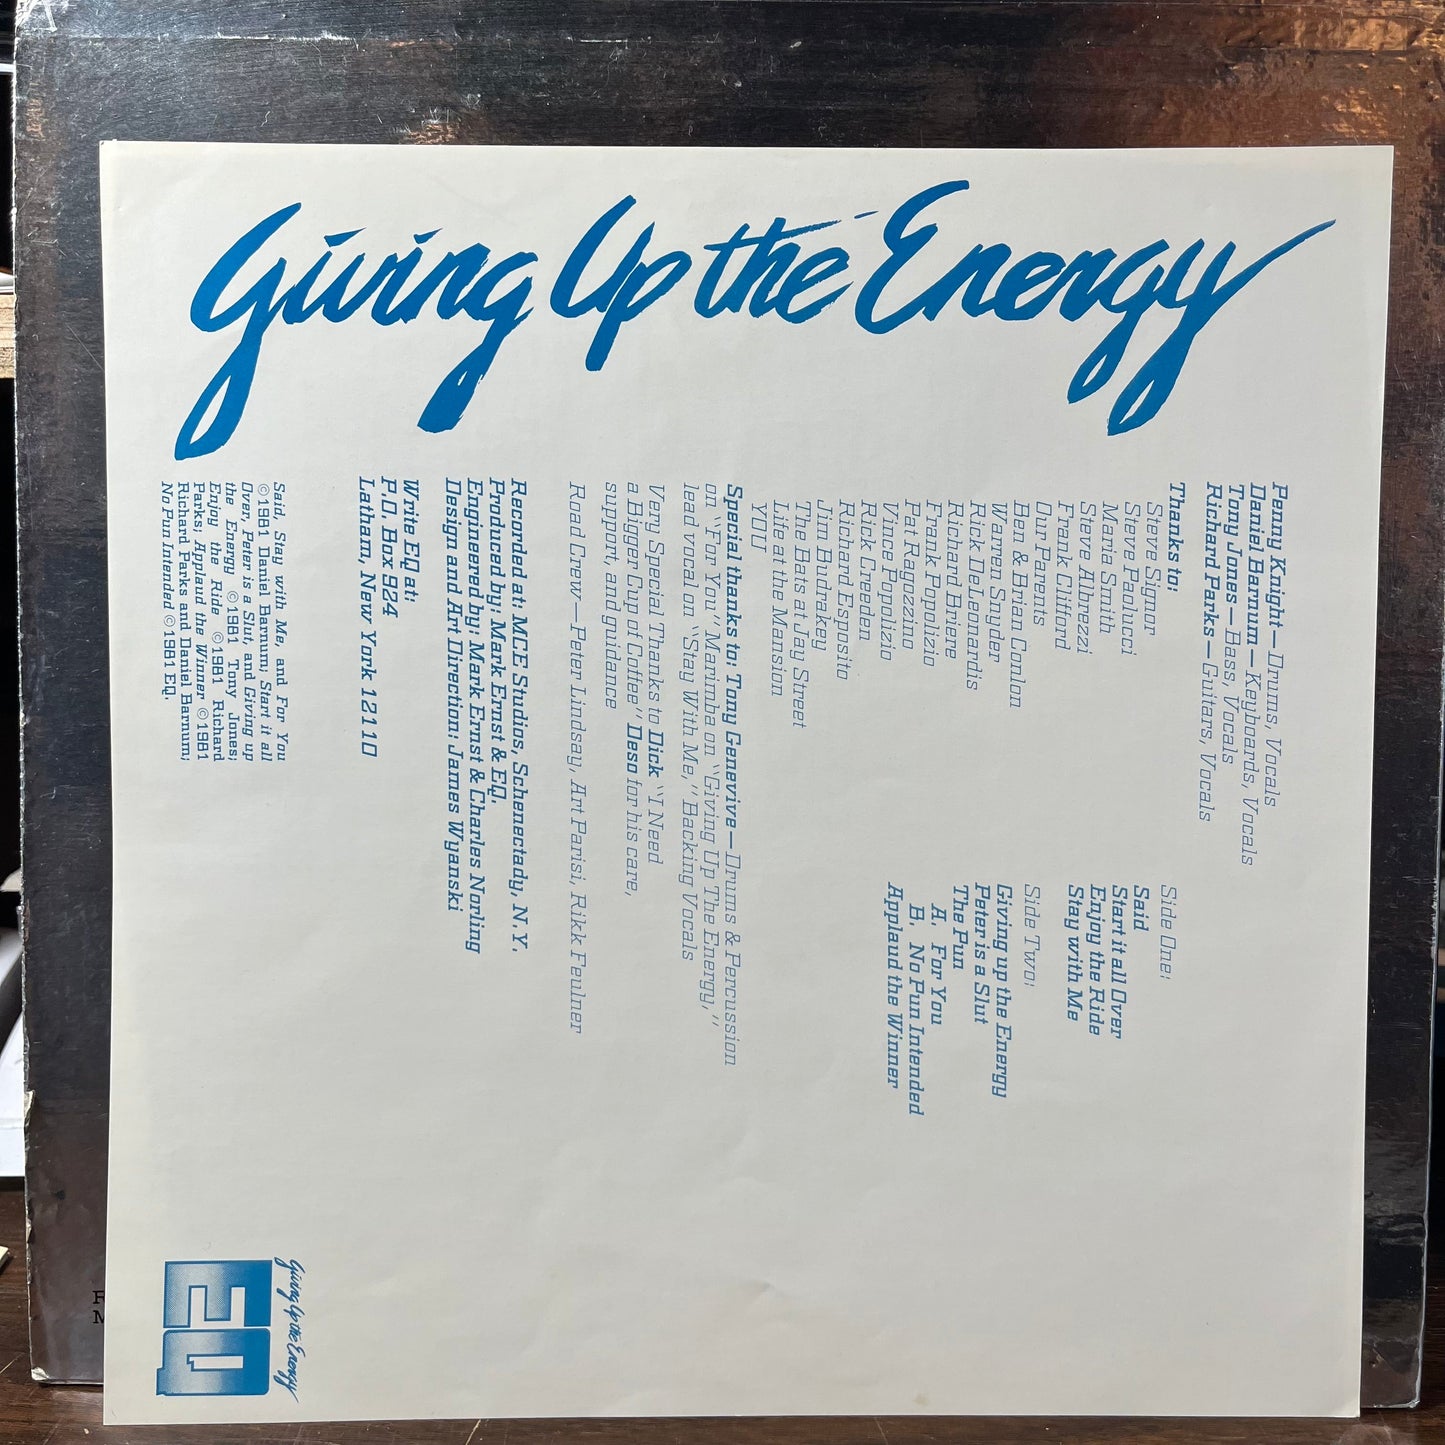 Giving Up the Energy
Penny Knight—Drums, Vocals
Daniel Barnum—Keyboards, Vocals
Tony Jones—Bass, Vocals
Richard Parks—Guitars, Vocals
Thanks to:
Steve Signor
Steve Paolucci
Maria Smith
Steve Albrezzi
Frank Clifford
Our Parents
Ben & Brian Conlon
Warren Snyder
Rick DeLeonardis
Richard Briere
Frank Popolizio
Pat Ragozzino
Vince Popolizio
Rick Creeden
Richard Esposito
Jim Budrakey
The Eats at Jay Street
Life at the Mansion
YOU
Side One:
Said
Start it all Over
Enjoy the Ride
Stay with Me
Side Two:
Giving up the Energy
Peter is a Slut
The Pun
A. For You
B. No Pun Intended
Applaud the Winner
Special thanks to: Tony Genevive—Drums & Percussion
on "For You" Marimba on "Giving Up The Energy,"
lead vocal on "Stay With Me," Backing Vocals
Very Special Thanks to Dick "I Need
a Bigger Cup of Coffee" Deso for his care,
support, and guidance
Road Crew—Peter Lindsay, Art Parisi, Rikk Feulner
Recorded at: MCE Studios, Schenectady, N.Y.
Produced by: Mark Ernst & EQ.
Engineered by: Mark Ernst & Charles Norling
Design and Art Direction: James Wyanski
Write EQ at:
P.O. Box 924
Latham, New York 12110
Said, Stay with Me, and For You
©1981 Daniel Barnum; Start it all
Over, Peter is a Slut, and Giving up
the Energy ©1981 Tony Jones;
Enjoy the Ride ©1981 Richard
Parks; Applaud the Winner ©1981
Richard Parks and Daniel Barnum;
No Pun Intended ©1981 EQ.
Giving Up the Energy
EQ